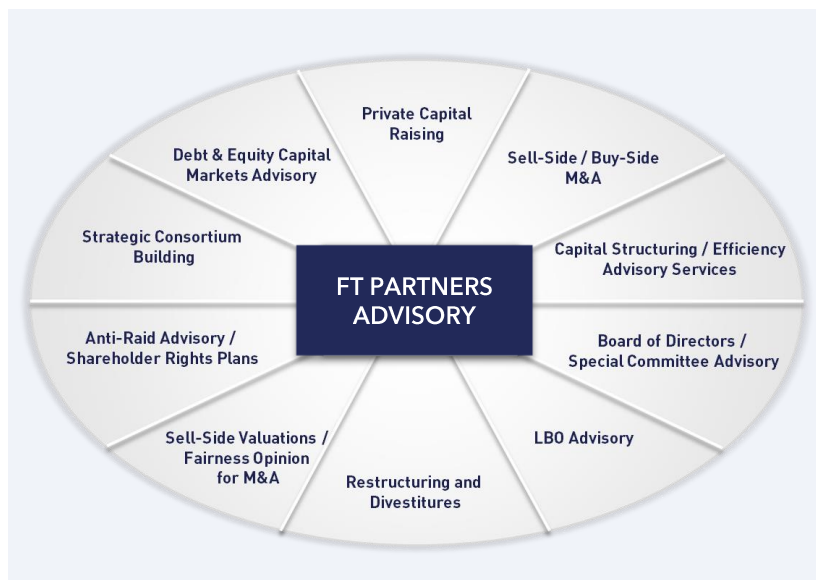 Private Capital
Raising
Sell-Side / Buy-Side
M&A
Capital Structuring / Efficiency
Advisory Services
Board of Directors /
Special Committee Advisory
LBO Advisory
Restructuring and
Divestitures
Sell-Side Valuations /
Fairness Opinion
for M&A
Anti-Raid Advisory /
Shareholder Rights Plans
Strategic Consortium
Building
Debt & Equity Capital
Markets Advisory
FT PARTNERS
ADVISORY